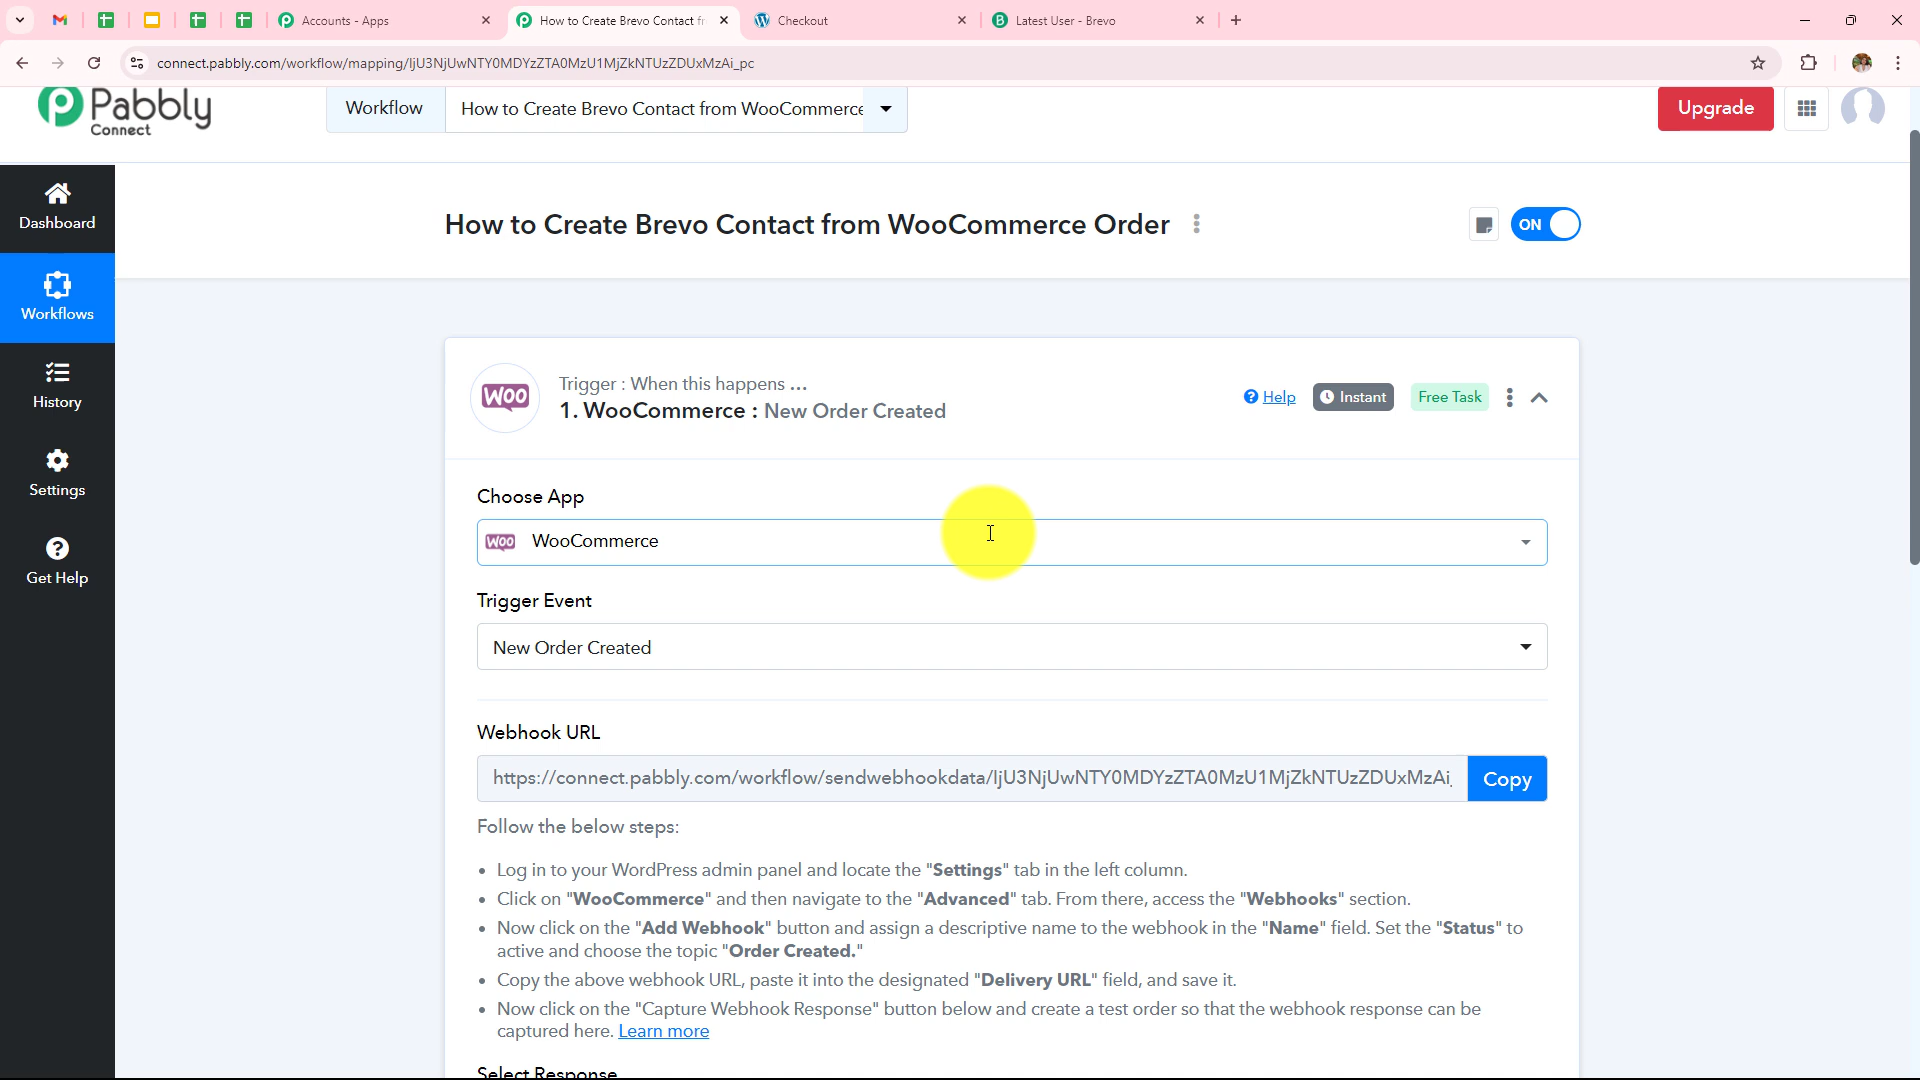 Accounts - Apps
How to Create Brevo Contact fr
Checkout
Latest User - Brevo
connect.pabbly.com/workflow/mapping/IjU3NjUwNTY0MDYzZTA0MzU1MjZkNTUzZDUxMzAi_pc
Pabbly
Connect
Workflow
How to Create Brevo Contact from WooCommerce
Upgrade
Dashboard
Workflows
History
Settings
Get Help
How to Create Brevo Contact from WooCommerce Order
ON
Woo
Trigger : When this happens ...
1. WooCommerce : New Order Created
Help
Instant
Free Task
Choose App
Woo WooCommerce
Trigger Event
New Order Created
Webhook URL
https://connect.pabbly.com/workflow/sendwebhookdata/IjU3NjUwNTY0MDYzZTA0MzU1MjZkNTUzZDUxMzAi_
Copy
Follow the below steps:
• Log in to your WordPress admin panel and locate the "Settings" tab in the left column.
• Click on "WooCommerce" and then navigate to the "Advanced" tab. From there, access the "Webhooks" section.
• Now click on the "Add Webhook" button and assign a descriptive name to the webhook in the "Name" field. Set the "Status" to
active and choose the topic "Order Created."
• Copy the above webhook URL, paste it into the designated "Delivery URL" field, and save it.
• Now click on the "Capture Webhook Response" button below and create a test order so that the webhook response can be
captured here. Learn more
Select Response